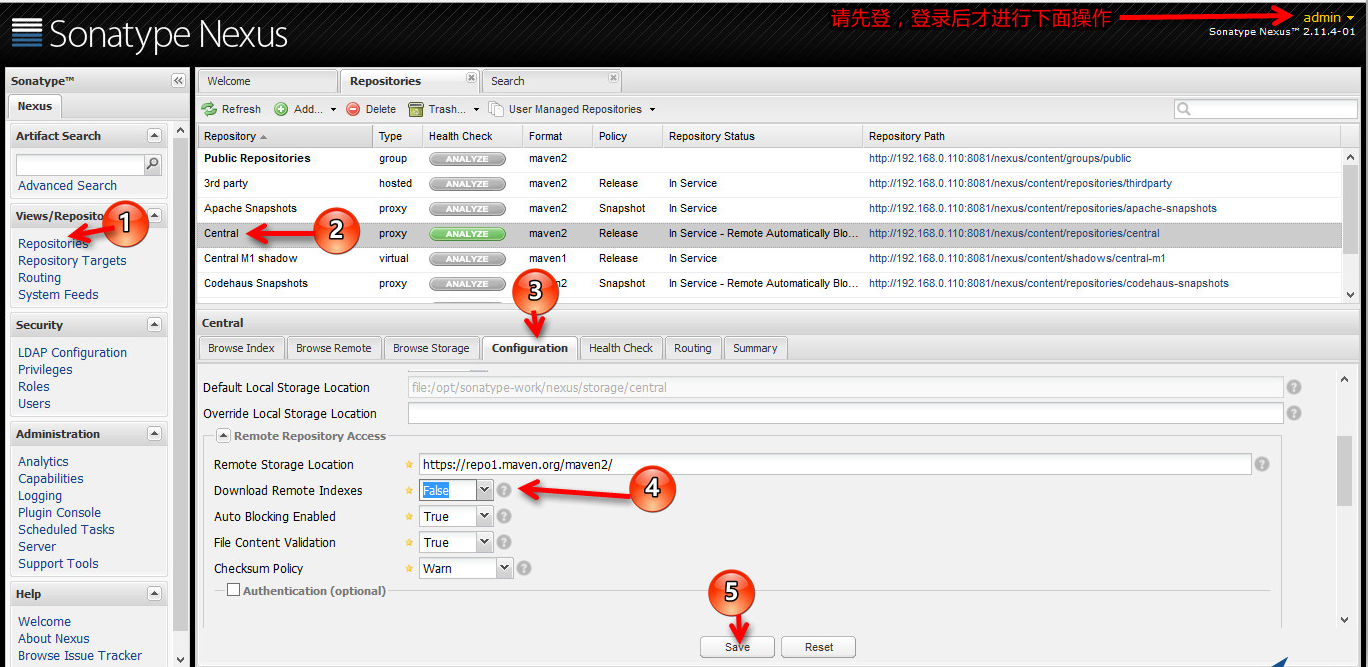 Sonatype Nexus
请先登，登录后才进行下面操作
admin
Sonatype Nexus™ 2.11.4-01
Sonatype™
Nexus
Artifact Search
Advanced Search
Views/Reposito
1
Repositories
Repository Targets
Routing
System Feeds
Security
LDAP Configuration
Privileges
Roles
Users
Administration
Analytics
Capabilities
Logging
Plugin Console
Scheduled Tasks
Server
Support Tools
Help
Welcome
About Nexus
Browse Issue Tracker
Welcome Repositories Search
Refresh Add... Delete Trash... User Managed Repositories
Repository Type Health Check Format Policy Repository Status Repository Path
Public Repositories group ANALYZE maven2 http://192.168.0.110:8081/nexus/content/groups/public
3rd party hosted ANALYZE maven2 Release In Service http://192.168.0.110:8081/nexus/content/repositories/thirdparty
Apache Snapshots proxy ANALYZE maven2 Snapshot In Service http://192.168.0.110:8081/nexus/content/repositories/apache-snapshots
Central 2 proxy ANALYZE maven2 Release In Service - Remote Automatically Blo... http://192.168.0.110:8081/nexus/content/repositories/central
Central M1 shadow virtual ANALYZE maven1 Release In Service http://192.168.0.110:8081/nexus/content/shadows/central-m1
Codehaus Snapshots proxy ANALYZE 3 n2 Snapshot In Service - Remote Automatically Blo... http://192.168.0.110:8081/nexus/content/repositories/codehaus-snapshots
Central
Browse Index Browse Remote Browse Storage Configuration Health Check Routing Summary
Default Local Storage Location file:/opt/sonatype-work/nexus/storage/central
Override Local Storage Location
Remote Repository Access
Remote Storage Location https://repo1.maven.org/maven2/
Download Remote Indexes False 4
Auto Blocking Enabled True
File Content Validation True
Checksum Policy Warn
Authentication (optional)
5
Save Reset